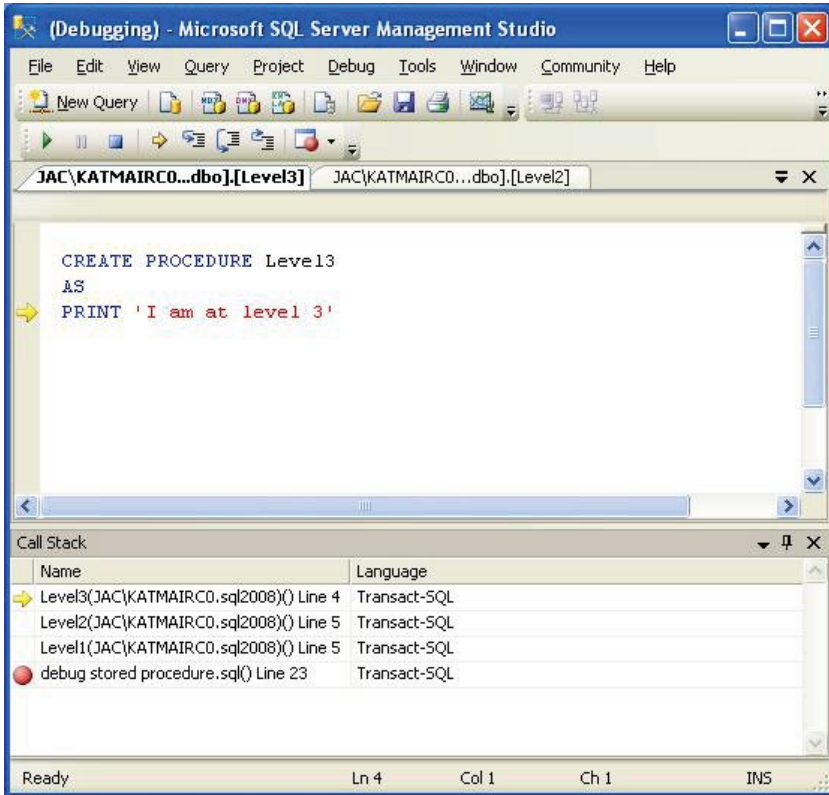 (Debugging) - Microsoft SQL Server Management Studio
File Edit View Query Project Debug Tools Window Community Help
New Query
JAC\KATMAIRC0...dbo].[Level3] JAC\KATMAIRC0...dbo].[Level2]
CREATE PROCEDURE Level3
AS
PRINT 'I am at level 3'
Call Stack
Name Language
Level3(JAC\KATMAIRC0.sql2008)() Line 4 Transact-SQL
Level2(JAC\KATMAIRC0.sql2008)() Line 5 Transact-SQL
Level1(JAC\KATMAIRC0.sql2008)() Line 5 Transact-SQL
debug stored procedure.sql() Line 23 Transact-SQL
Ready Ln 4 Col 1 Ch 1 INS